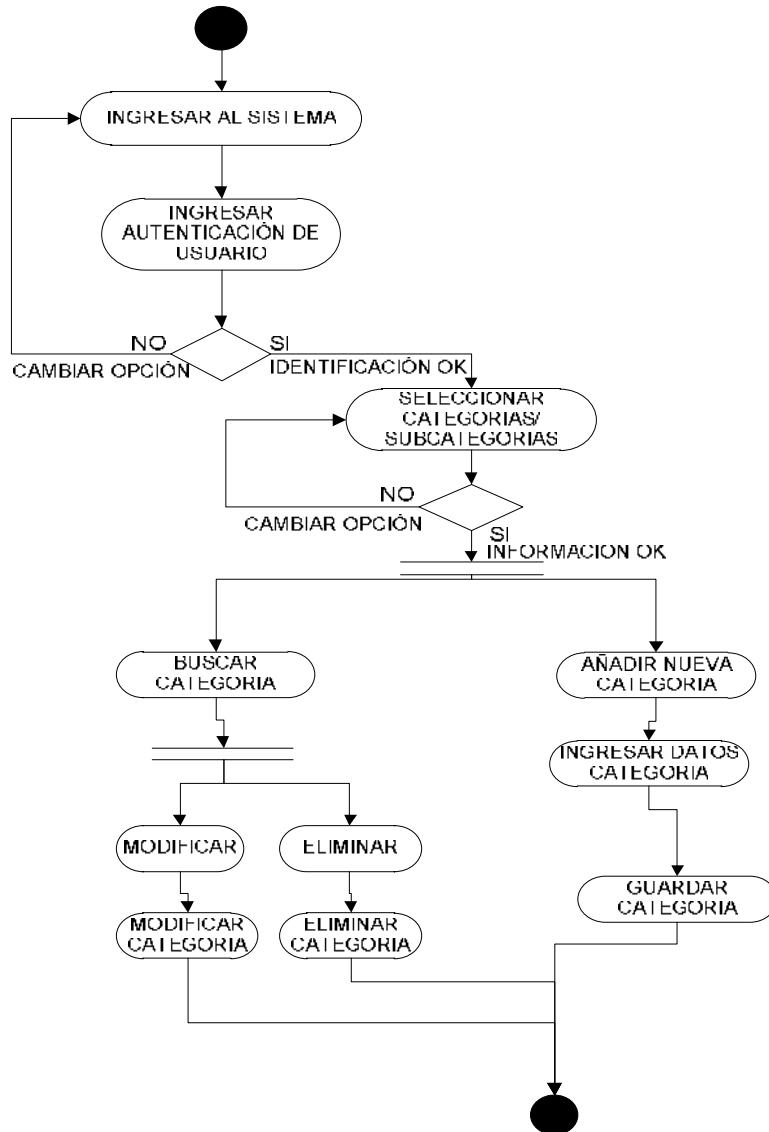 INGRESAR AL SISTEMA
INGRESAR
AUTENTICACIÓN DE
USUARIO
NO
SI
CAMBIAR OPCIÓN
IDENTIFICACIÓN OK
SELECCIONAR
CATEGORIAS/
SUBCATEGORIAS
NO
CAMBIAR OPCIÓN
SI
INFORMACION OK
BUSCAR
CATEGORIA
AÑADIR NUEVA
CATEGORIA
INGRESAR DATOS
CATEGORIA
MODIFICAR
ELIMINAR
MODIFICAR
CATEGORIA
ELIMINAR
CATEGORIA
GUARDAR
CATEGORIA